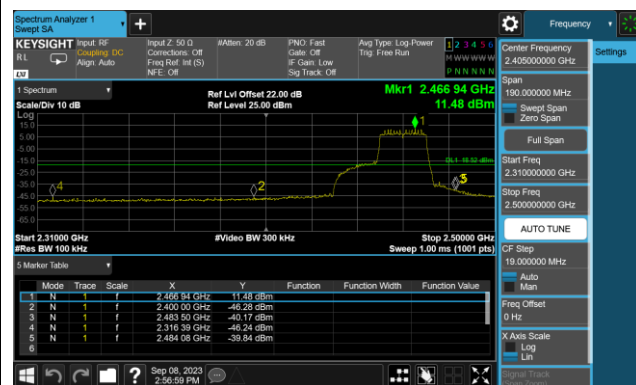 Spectrum Analyzer 1
Swept SA
Frequency
KEYSIGHT
RL
LXI
Input: RF
Coupling: DC
Align: Auto
Input Z: 50 Ω
Corrections: Off
Freq Ref: Int (S)
NFE: Off
#Atten: 20 dB
PNO: Fast
Gate: Off
IF Gain: Low
Sig Track: Off
Avg Type: Log-Power
Trig: Free Run
1 2 3 4 5 6
M W W W W W
P N N N N N
Center Frequency
2.405000000 GHz
Settings
Span
190.000000 MHz
Swept Span
Zero Span
Full Span
Start Freq
2.310000000 GHz
Stop Freq
2.500000000 GHz
AUTO TUNE
CF Step
19.000000 MHz
Auto
Man
Freq Offset
0 Hz
X Axis Scale
Log
Lin
Signal Track
(Span Zoom)
1 Spectrum
Scale/Div 10 dB
Ref Lvl Offset 22.00 dB
Ref Level 25.00 dBm
Mkr1 2.466 94 GHz
11.48 dBm
Log
15.0
5.00
-5.00
-15.0
-25.0
-35.0
-45.0
-55.0
-65.0
1
DL1 -18.52 dBm
4
2
5
Start 2.31000 GHz
#Res BW 100 kHz
#Video BW 300 kHz
Stop 2.50000 GHz
Sweep 1.00 ms (1001 pts)
5 Marker Table
Mode Trace Scale X Y Function Function Width Function Value
1 N 1 f 2.466 94 GHz 11.48 dBm
2 N 1 f 2.400 00 GHz -46.28 dBm
3 N 1 f 2.483 50 GHz -40.17 dBm
4 N 1 f 2.316 39 GHz -46.24 dBm
5 N 1 f 2.484 08 GHz -39.84 dBm
6
?
Sep 08, 2023
2:56:59 PM